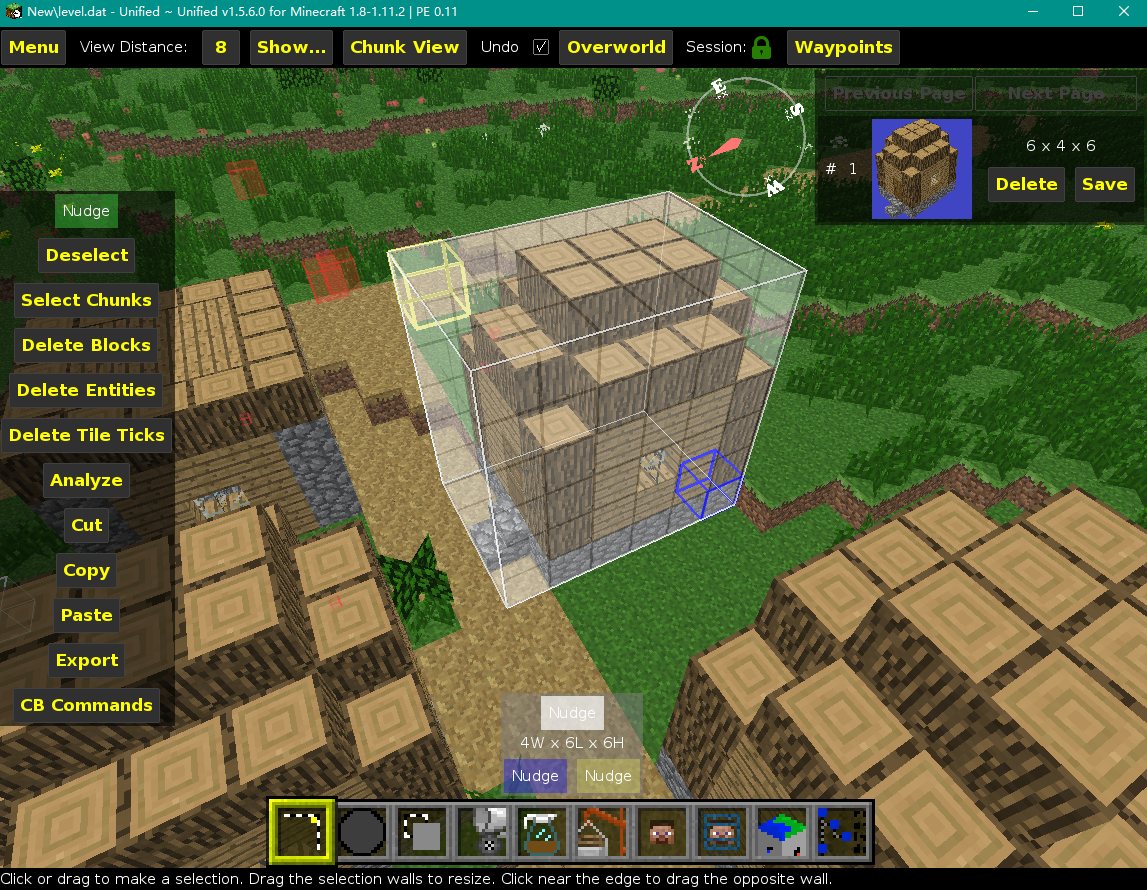 New\level.dat - Unified ~ Unified v1.5.6.0 for Minecraft 1.8-1.11.2 | PE 0.11
Menu View Distance: 8 Show... Chunk View Undo Overworld Session: Waypoints
Previous Page Next Page
E
S
N
W
# 1
6 x 4 x 6
Delete Save
Nudge
Deselect
Select Chunks
Delete Blocks
Delete Entities
Delete Tile Ticks
Analyze
Cut
Copy
Paste
Export
CB Commands
Nudge
4W x 6L x 6H
Nudge Nudge
Click or drag to make a selection. Drag the selection walls to resize. Click near the edge to drag the opposite wall.